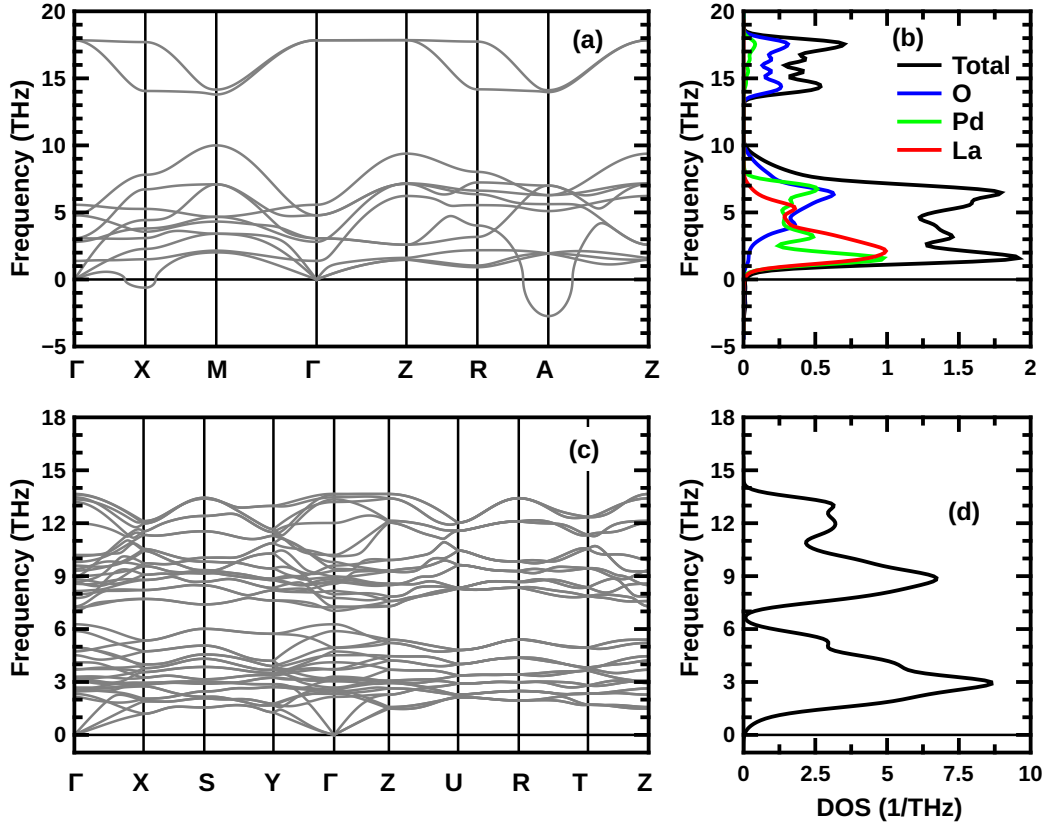 20
15
10
5
0
−5
Frequency (THz)
(a)
Γ X M Γ Z R A Z
20
15
10
5
0
−5
Frequency (THz)
(b)
Total
O
Pd
La
0 0.5 1 1.5 2
18
15
12
9
6
3
0
Frequency (THz)
(c)
Γ X S Y Γ Z U R T Z
18
15
12
9
6
3
0
Frequency (THz)
(d)
0 2.5 5 7.5 10
DOS (1/THz)